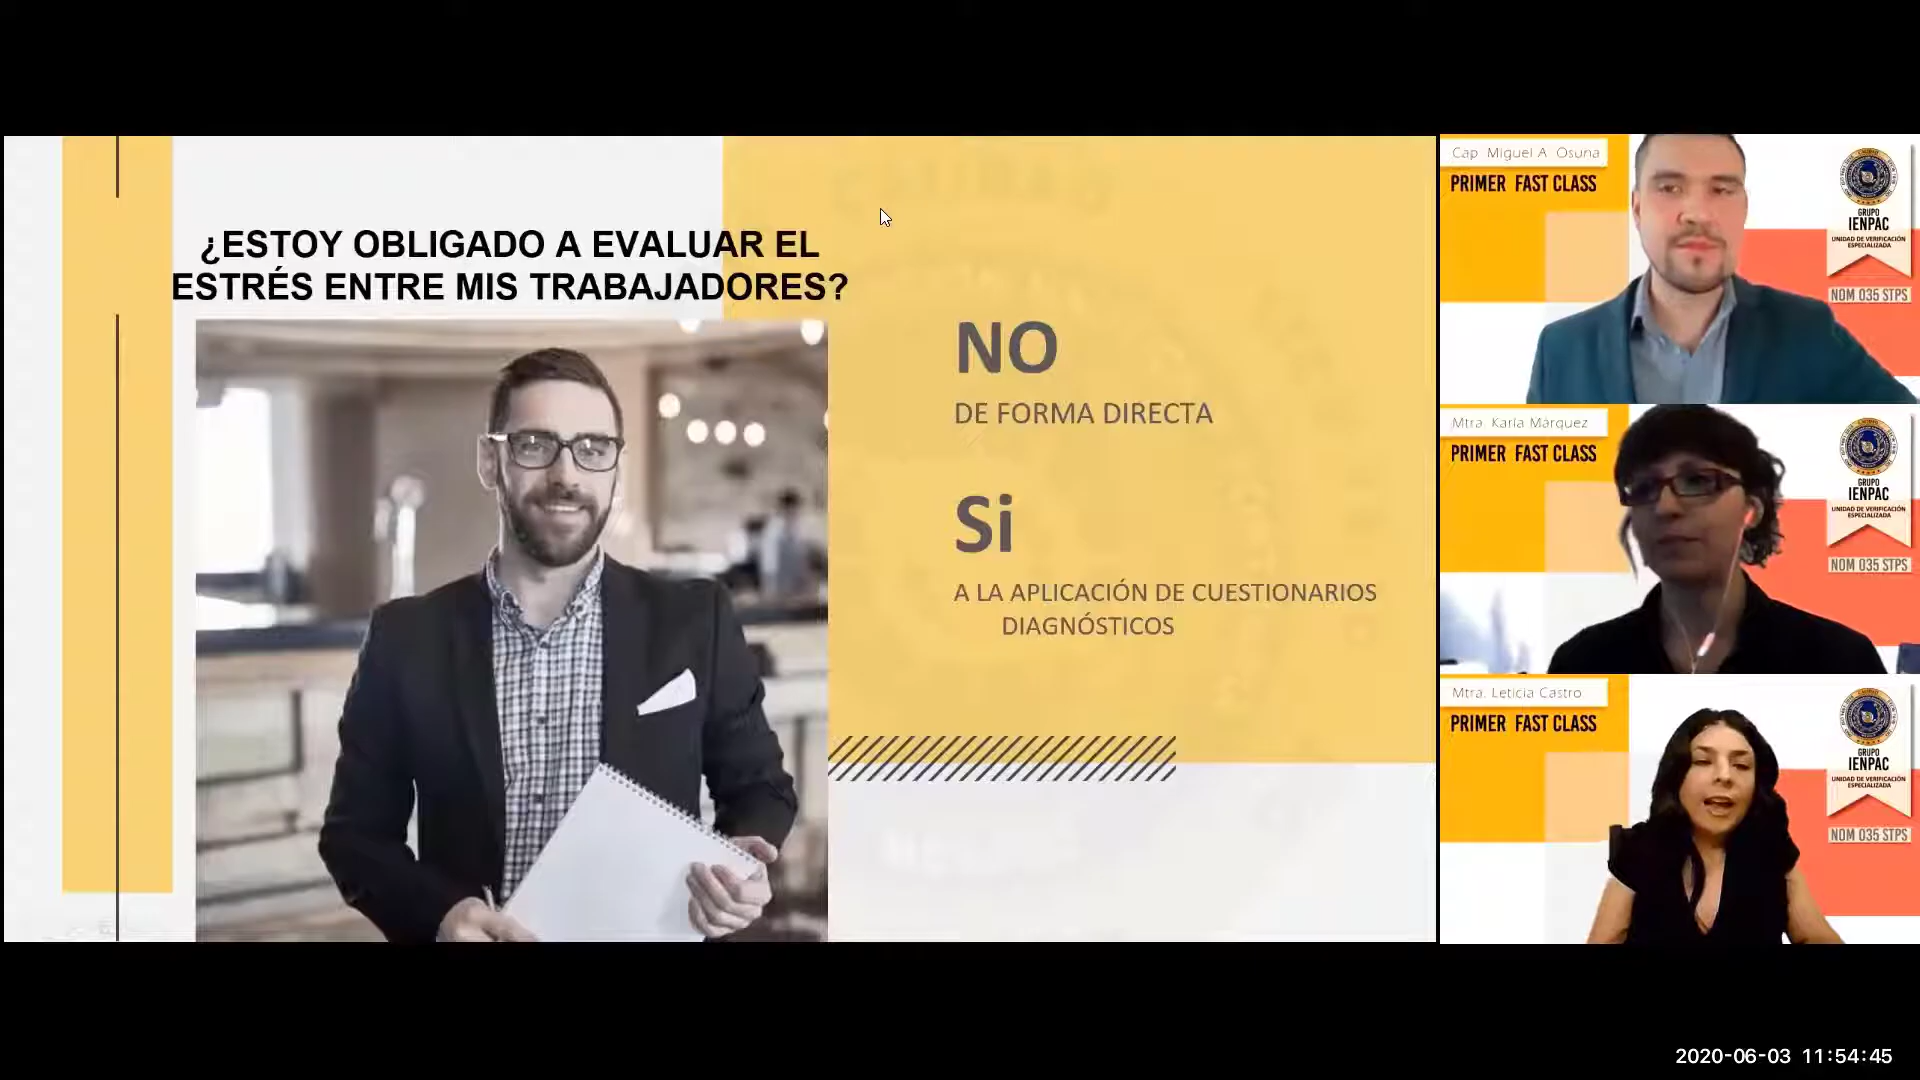 ¿ESTOY OBLIGADO A EVALUAR EL
ESTRÉS ENTRE MIS TRABAJADORES?
NO
DE FORMA DIRECTA
Si
A LA APLICACIÓN DE CUESTIONARIOS
DIAGNÓSTICOS
Cap. Miguel A. Osuna
PRIMER FAST CLASS
GRUPO
IENPAC
UNIDAD DE VERIFICACIÓN
ESPECIALIZADA
NOM 035 STPS
Mtra. Karla Márquez
PRIMER FAST CLASS
GRUPO
IENPAC
UNIDAD DE VERIFICACIÓN
ESPECIALIZADA
NOM 035 STPS
Mtra. Leticia Castro
PRIMER FAST CLASS
GRUPO
IENPAC
UNIDAD DE VERIFICACIÓN
ESPECIALIZADA
NOM 035 STPS
2020-06-03 11:54:45